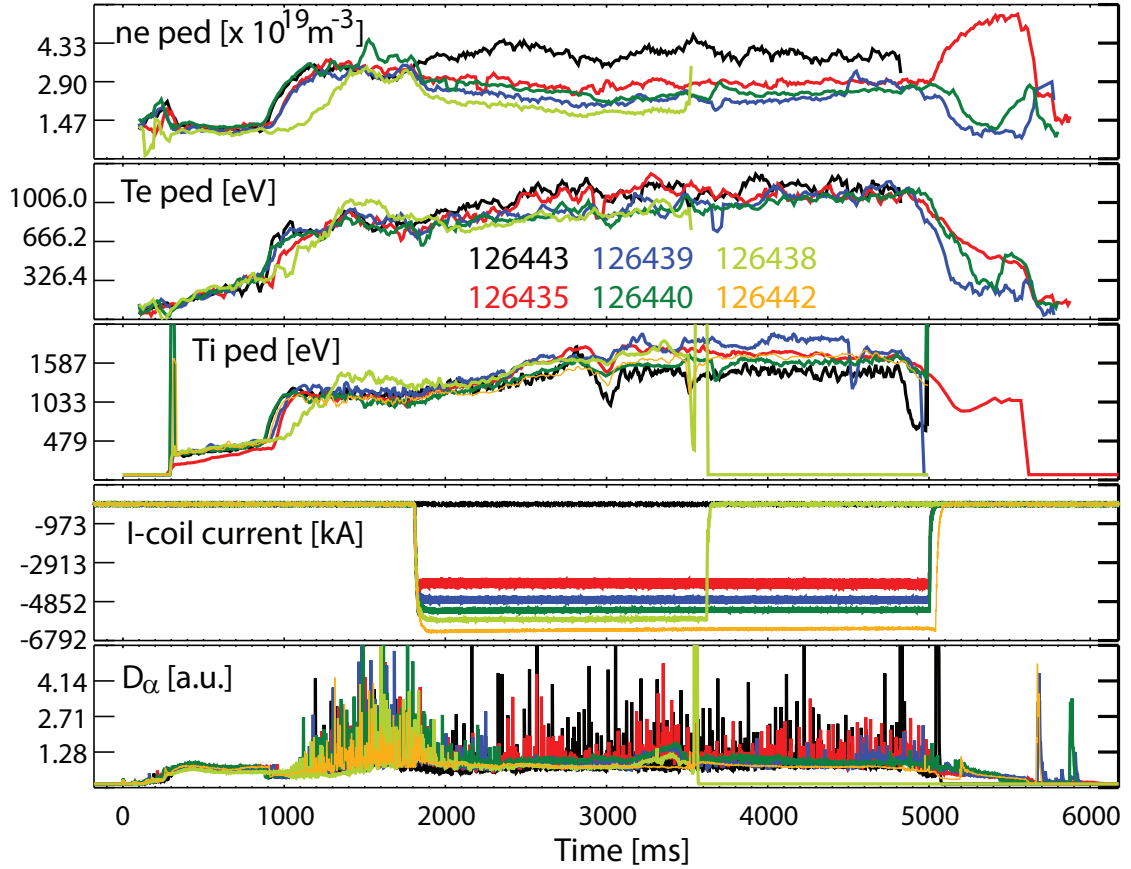 ne ped [x 10¹⁹m⁻³]
4.33
2.90
1.47
Te ped [eV]
1006.0
666.2
326.4
126443 126439 126438
126435 126440 126442
Ti ped [eV]
1587
1033
479
I-coil current [kA]
-973
-2913
-4852
-6792
Dα [a.u.]
4.14
2.71
1.28
0 1000 2000 3000 4000 5000 6000
Time [ms]